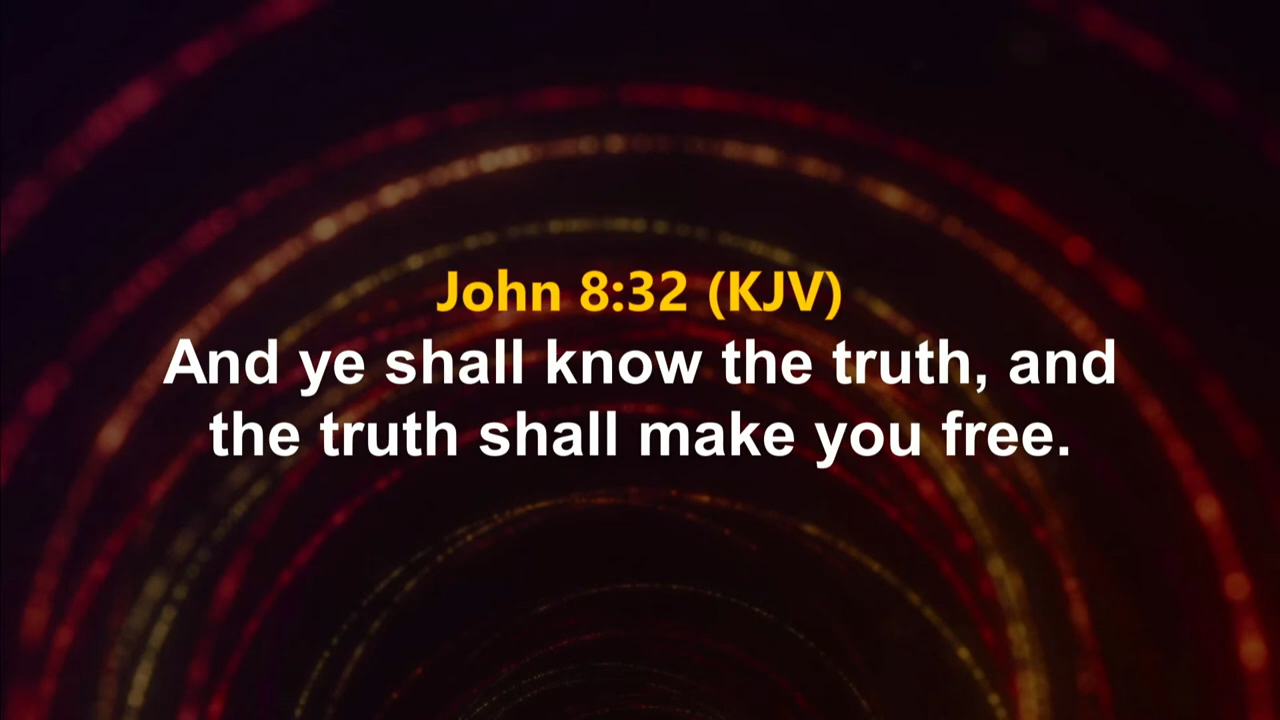 John 8:32 (KJV)
And ye shall know the truth, and
the truth shall make you free.